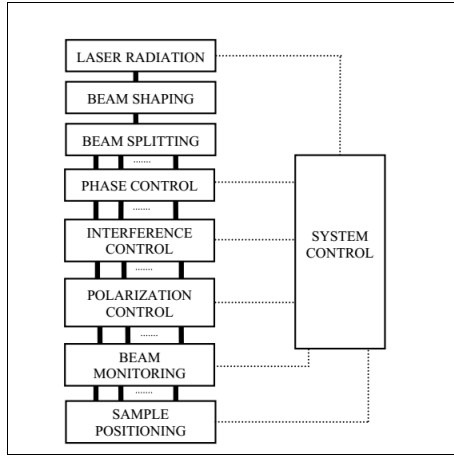 LASER RADIATION
BEAM SHAPING
BEAM SPLITTING
PHASE CONTROL
INTERFERENCE
CONTROL
POLARIZATION
CONTROL
BEAM
MONITORING
SAMPLE
POSITIONING
SYSTEM
CONTROL